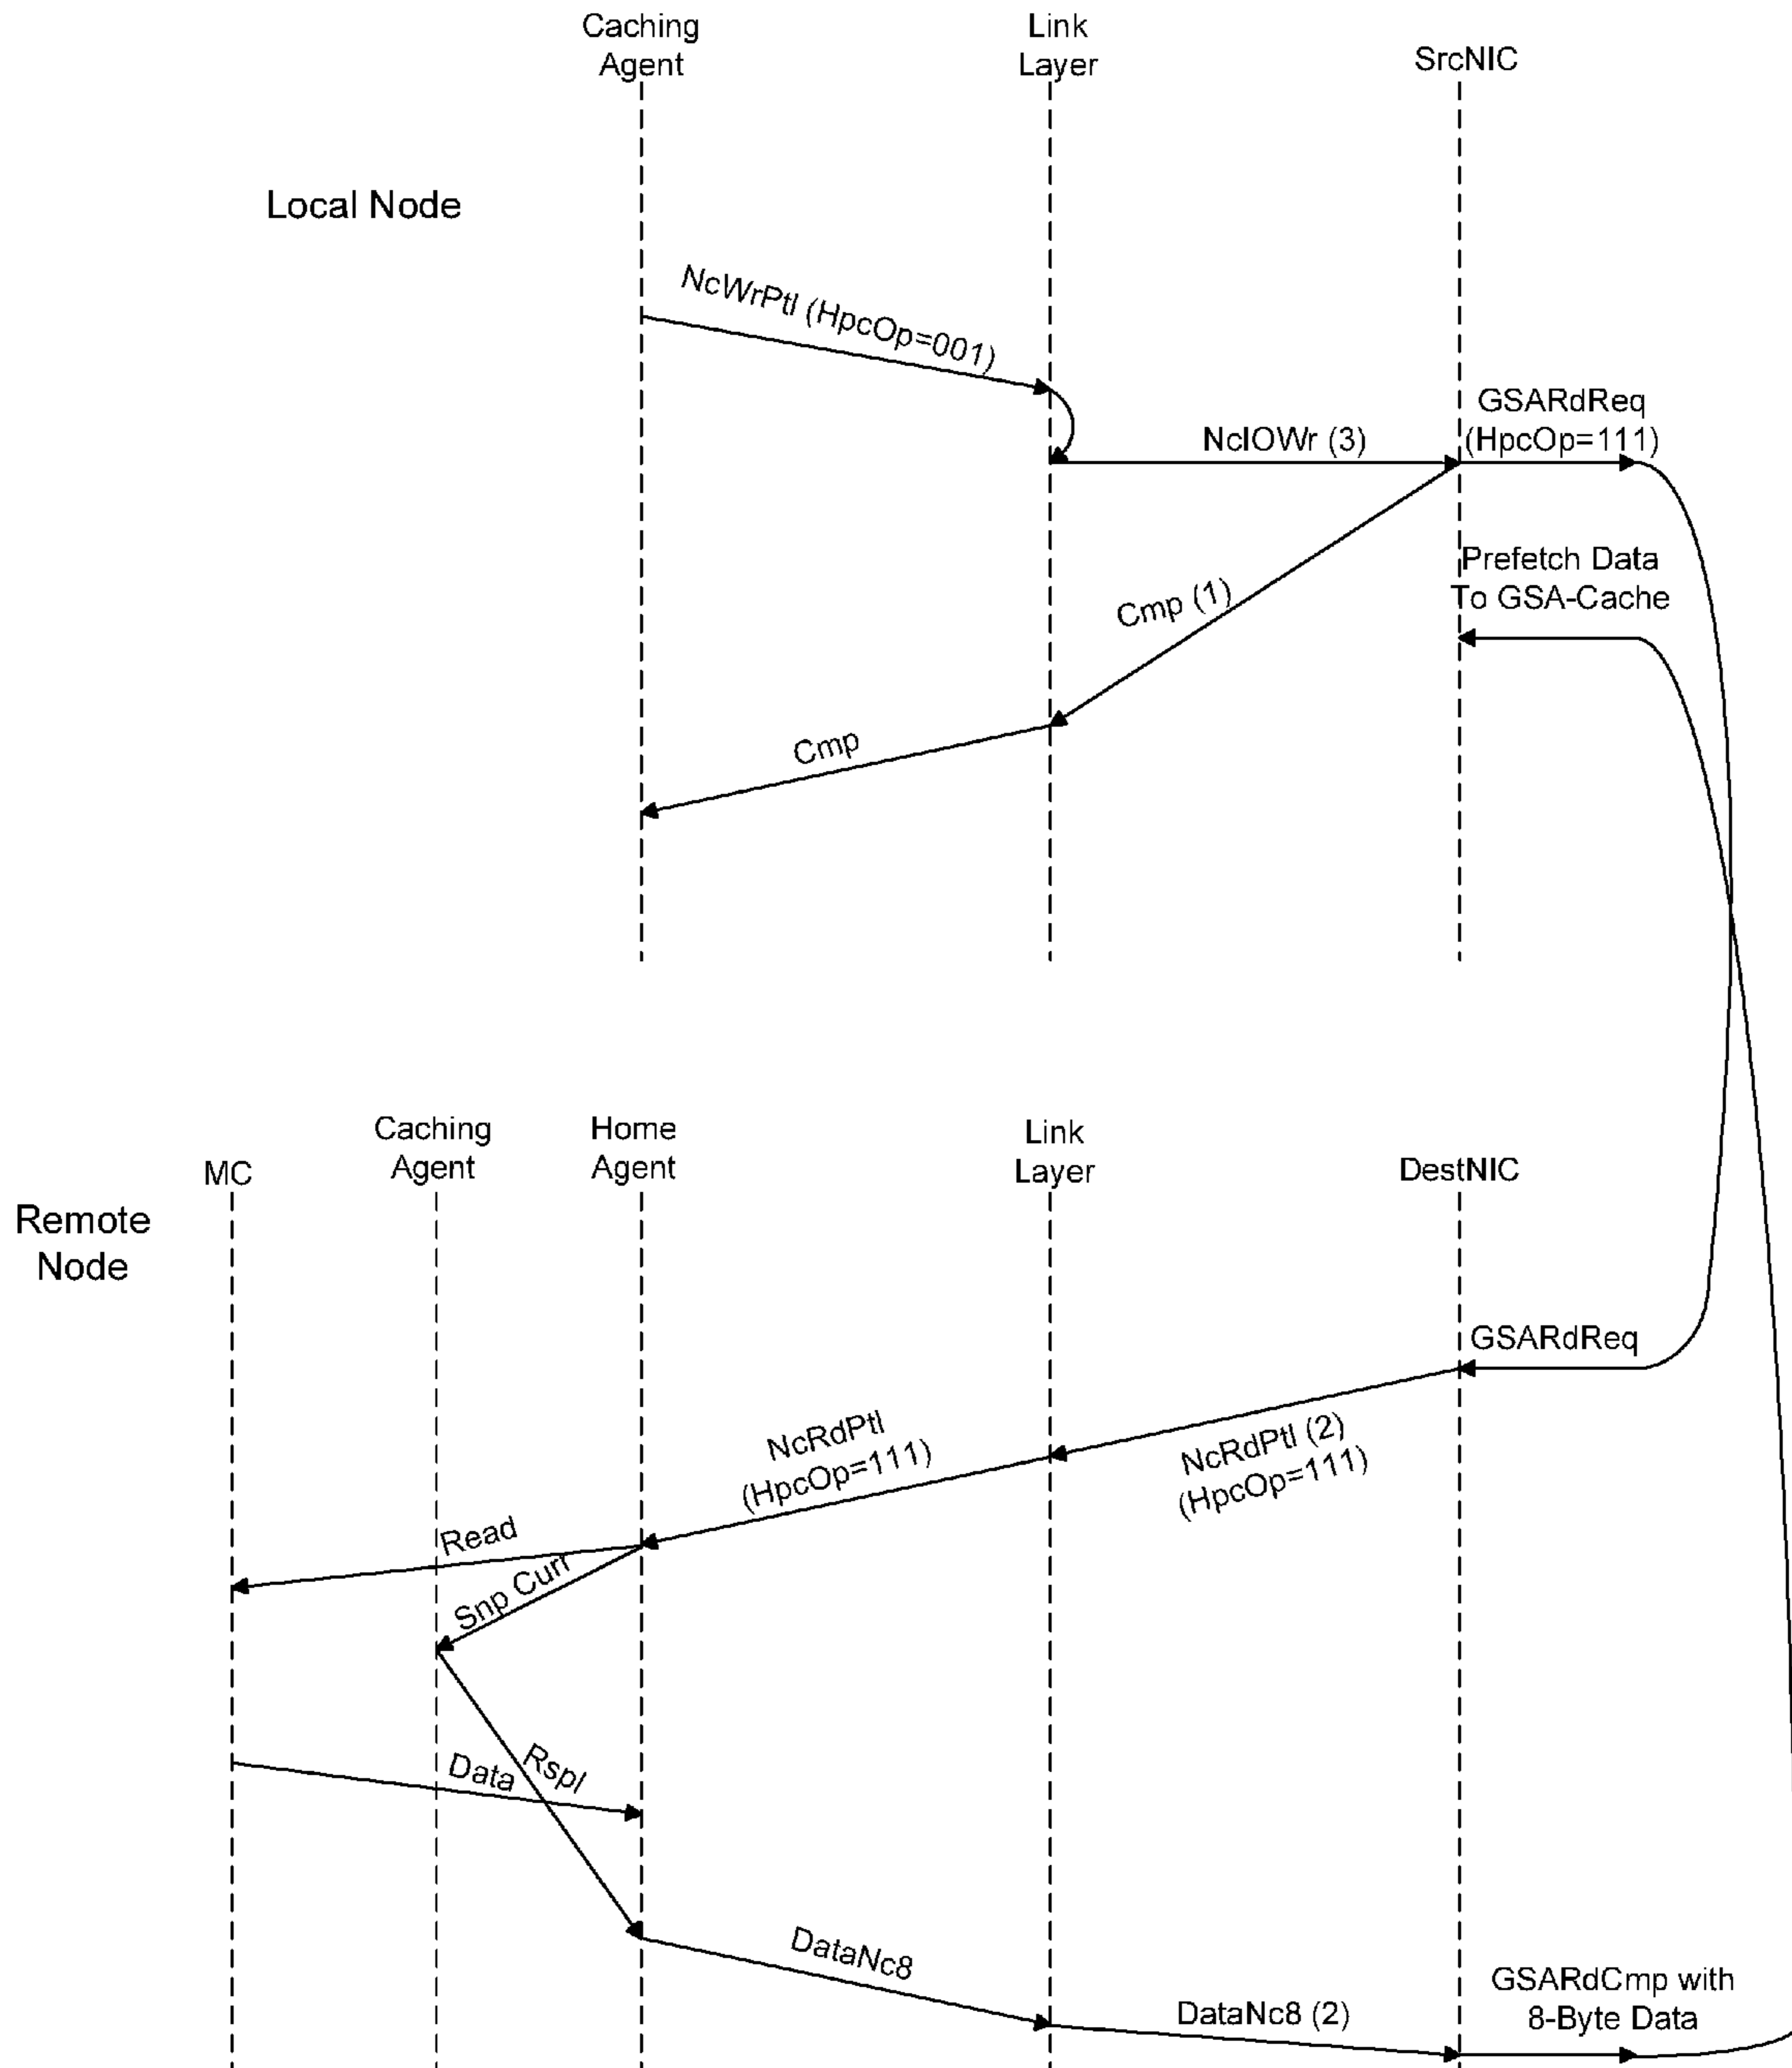 Caching
Agent
Link
Layer
SrcNIC
Local Node
NcWrPtl (HpcOp=001)
NcIOWr (3)
GSARdReq
(HpcOp=111)
Prefetch Data
To GSA-Cache
Cmp (1)
Cmp
Remote
Node
MC
Caching
Agent
Home
Agent
Link
Layer
DestNIC
GSARdReq
NcRdPtl (2)
(HpcOp=111)
NcRdPtl
(HpcOp=111)
Read
Snp Curr
Data
RspI
DataNc8
DataNc8 (2)
GSARdCmp with
8-Byte Data